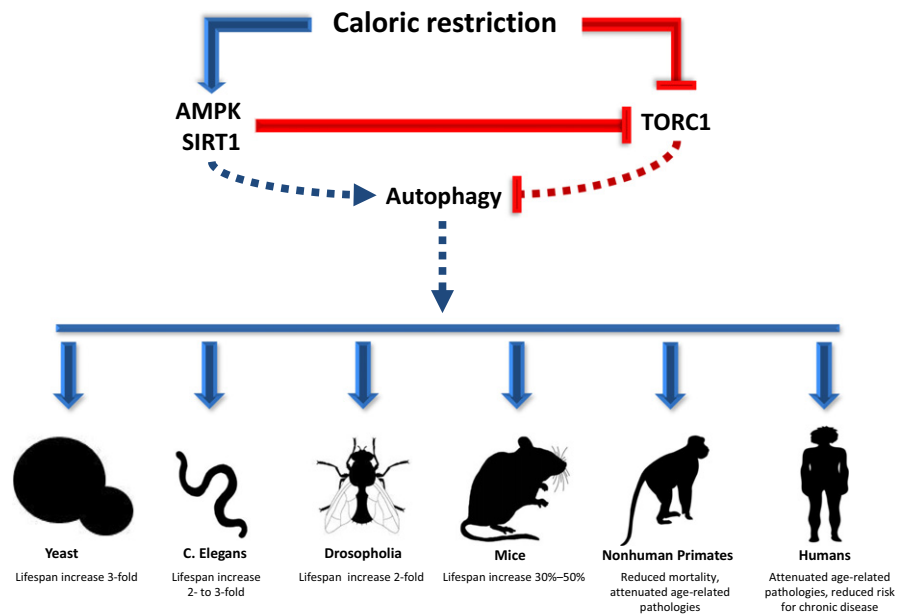 Caloric restriction
AMPK
SIRT1
TORC1
Autophagy
Yeast
Lifespan increase 3-fold
C. Elegans
Lifespan increase
2- to 3-fold
Drosopholia
Lifespan increase 2-fold
Mice
Lifespan increase 30%–50%
Nonhuman Primates
Reduced mortality,
attenuated age-related
pathologies
Humans
Attenuated age-related
pathologies, reduced risk
for chronic disease